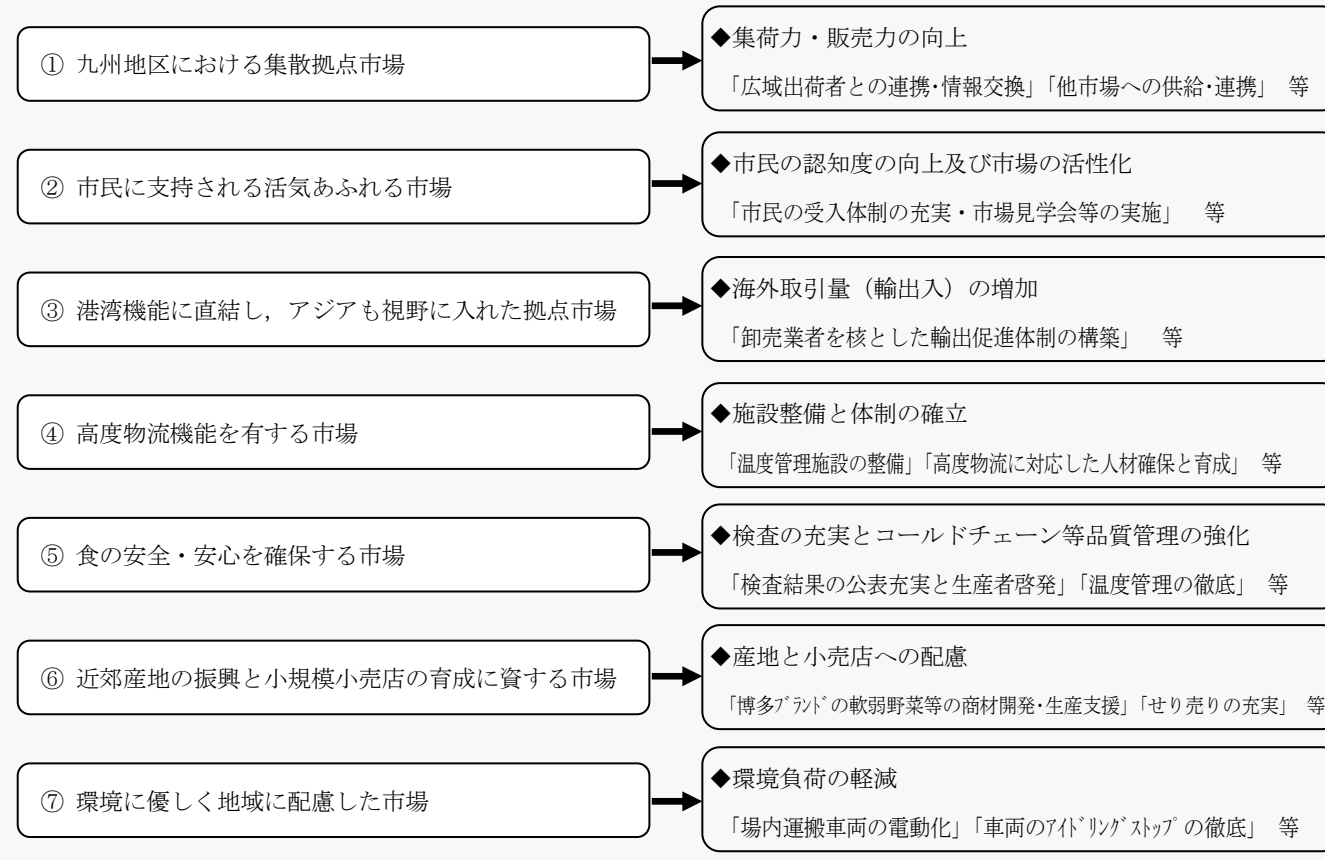 ① 九州地区における集散拠点市場
◆集荷力・販売力の向上
「広域出荷者との連携・情報交換」「他市場への供給・連携」 等
② 市民に支持される活気あふれる市場
◆市民の認知度の向上及び市場の活性化
「市民の受入体制の充実・市場見学会等の実施」 等
③ 港湾機能に直結し，アジアも視野に入れた拠点市場
◆海外取引量（輸出入）の増加
「卸売業者を核とした輸出促進体制の構築」 等
④ 高度物流機能を有する市場
◆施設整備と体制の確立
「温度管理施設の整備」「高度物流に対応した人材確保と育成」 等
⑤ 食の安全・安心を確保する市場
◆検査の充実とコールドチェーン等品質管理の強化
「検査結果の公表充実と生産者啓発」「温度管理の徹底」 等
⑥ 近郊産地の振興と小規模小売店の育成に資する市場
◆産地と小売店への配慮
「博多ﾌﾞﾗﾝﾄﾞの軟弱野菜等の商材開発・生産支援」「せり売りの充実」 等
⑦ 環境に優しく地域に配慮した市場
◆環境負荷の軽減
「場内運搬車両の電動化」「車両のｱｲﾄﾞﾘﾝｸﾞｽﾄｯﾌﾟの徹底」 等